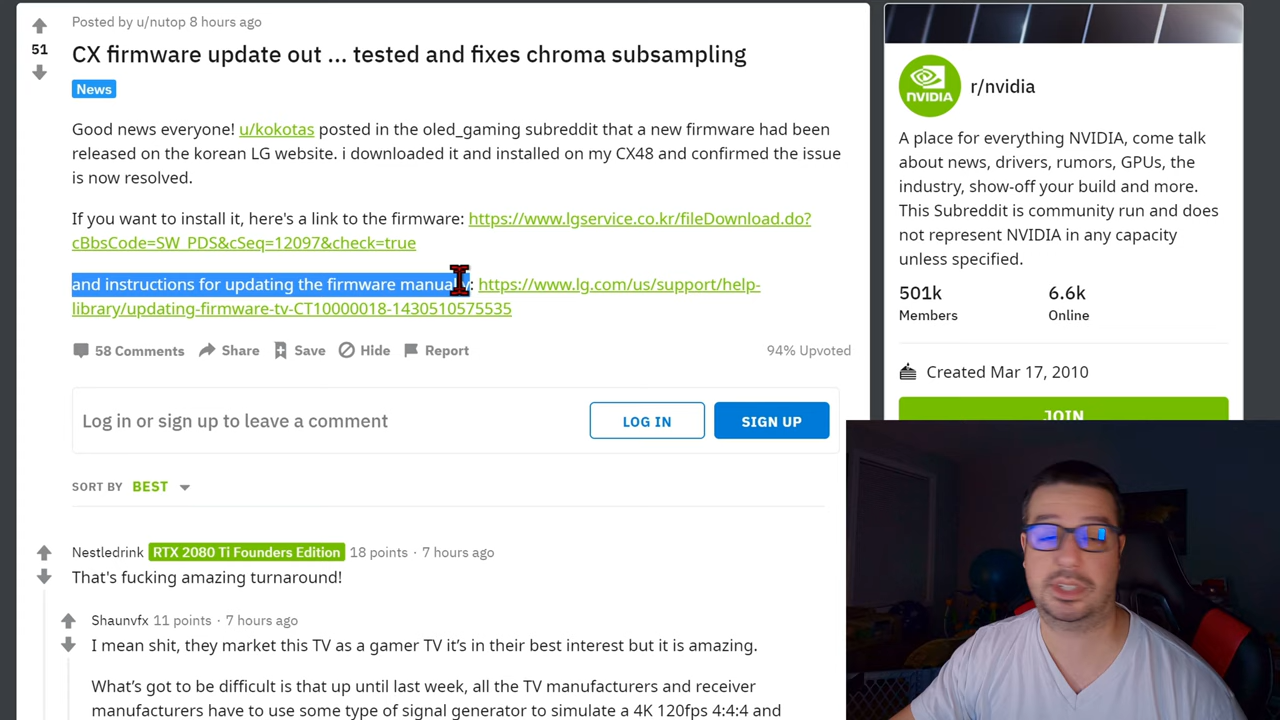 Posted by u/nutop 8 hours ago
51
CX firmware update out ... tested and fixes chroma subsampling
News
Good news everyone! u/kokotas posted in the oled_gaming subreddit that a new firmware had been
released on the korean LG website. i downloaded it and installed on my CX48 and confirmed the issue
is now resolved.
If you want to install it, here's a link to the firmware: https://www.lgservice.co.kr/fileDownload.do?
cBbsCode=SW_PDS&cSeq=12097&check=true
and instructions for updating the firmware manually: https://www.lg.com/us/support/help-
library/updating-firmware-tv-CT10000018-1430510575535
58 Comments Share Save Hide Report 94% Upvoted
Log in or sign up to leave a comment LOG IN SIGN UP
SORT BY BEST
Nestledrink RTX 2080 Ti Founders Edition 18 points · 7 hours ago
That's fucking amazing turnaround!
Shaunvfx 11 points · 7 hours ago
I mean shit, they market this TV as a gamer TV it's in their best interest but it is amazing.
What's got to be difficult is that up until last week, all the TV manufacturers and receiver
manufacturers have to use some type of signal generator to simulate a 4K 120fps 4:4:4 and
NVIDIA
r/nvidia
A place for everything NVIDIA, come talk
about news, drivers, rumors, GPUs, the
industry, show-off your build and more.
This Subreddit is community run and does
not represent NVIDIA in any capacity
unless specified.
501k 6.6k
Members Online
Created Mar 17, 2010
JOIN